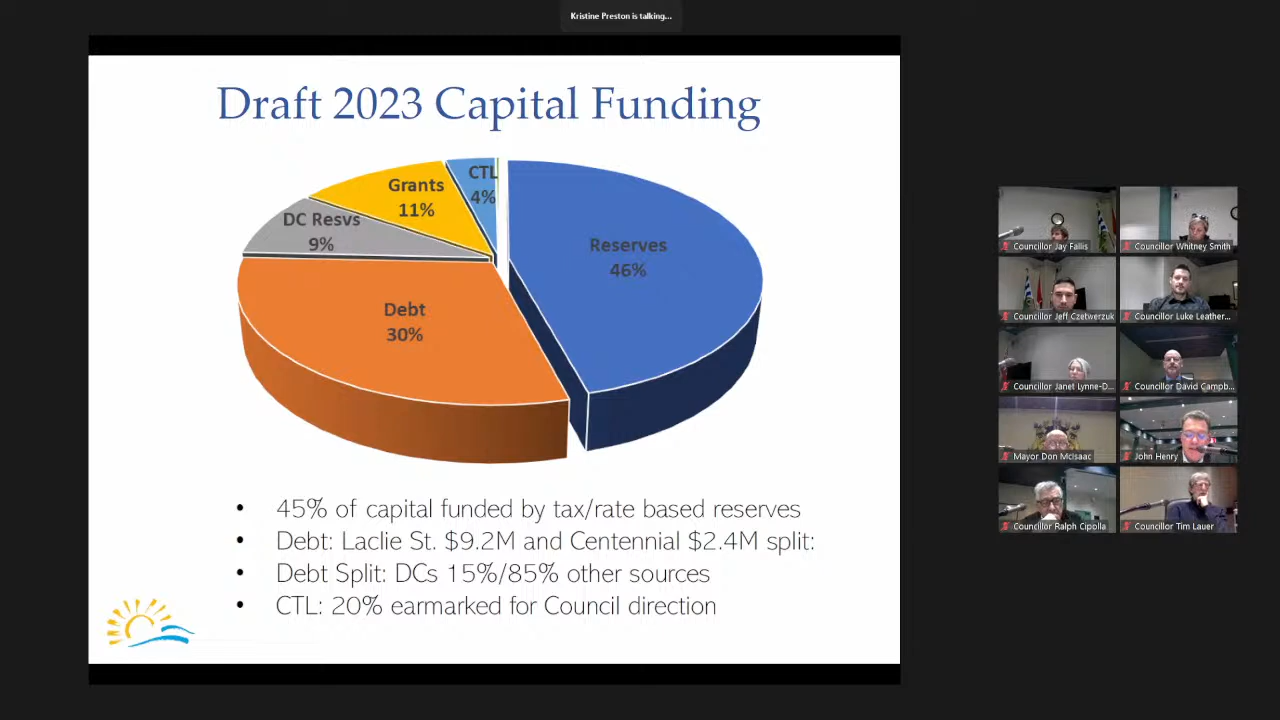 Kristine Preston is talking...
Draft 2023 Capital Funding
CTL
4%
Grants
11%
DC Resvs
9%
Reserves
46%
Debt
30%
• 45% of capital funded by tax/rate based reserves
• Debt: Laclie St. $9.2M and Centennial $2.4M split:
• Debt Split: DCs 15%/85% other sources
• CTL: 20% earmarked for Council direction
Councillor Jay Fallis
Councillor Whitney Smith
Councillor Jeff Czetwerzuk
Councillor Luke Leather...
Councillor Janet Lynne-D...
Councillor David Campb...
Mayor Don McIsaac
John Henry
Councillor Ralph Cipolla
Councillor Tim Lauer